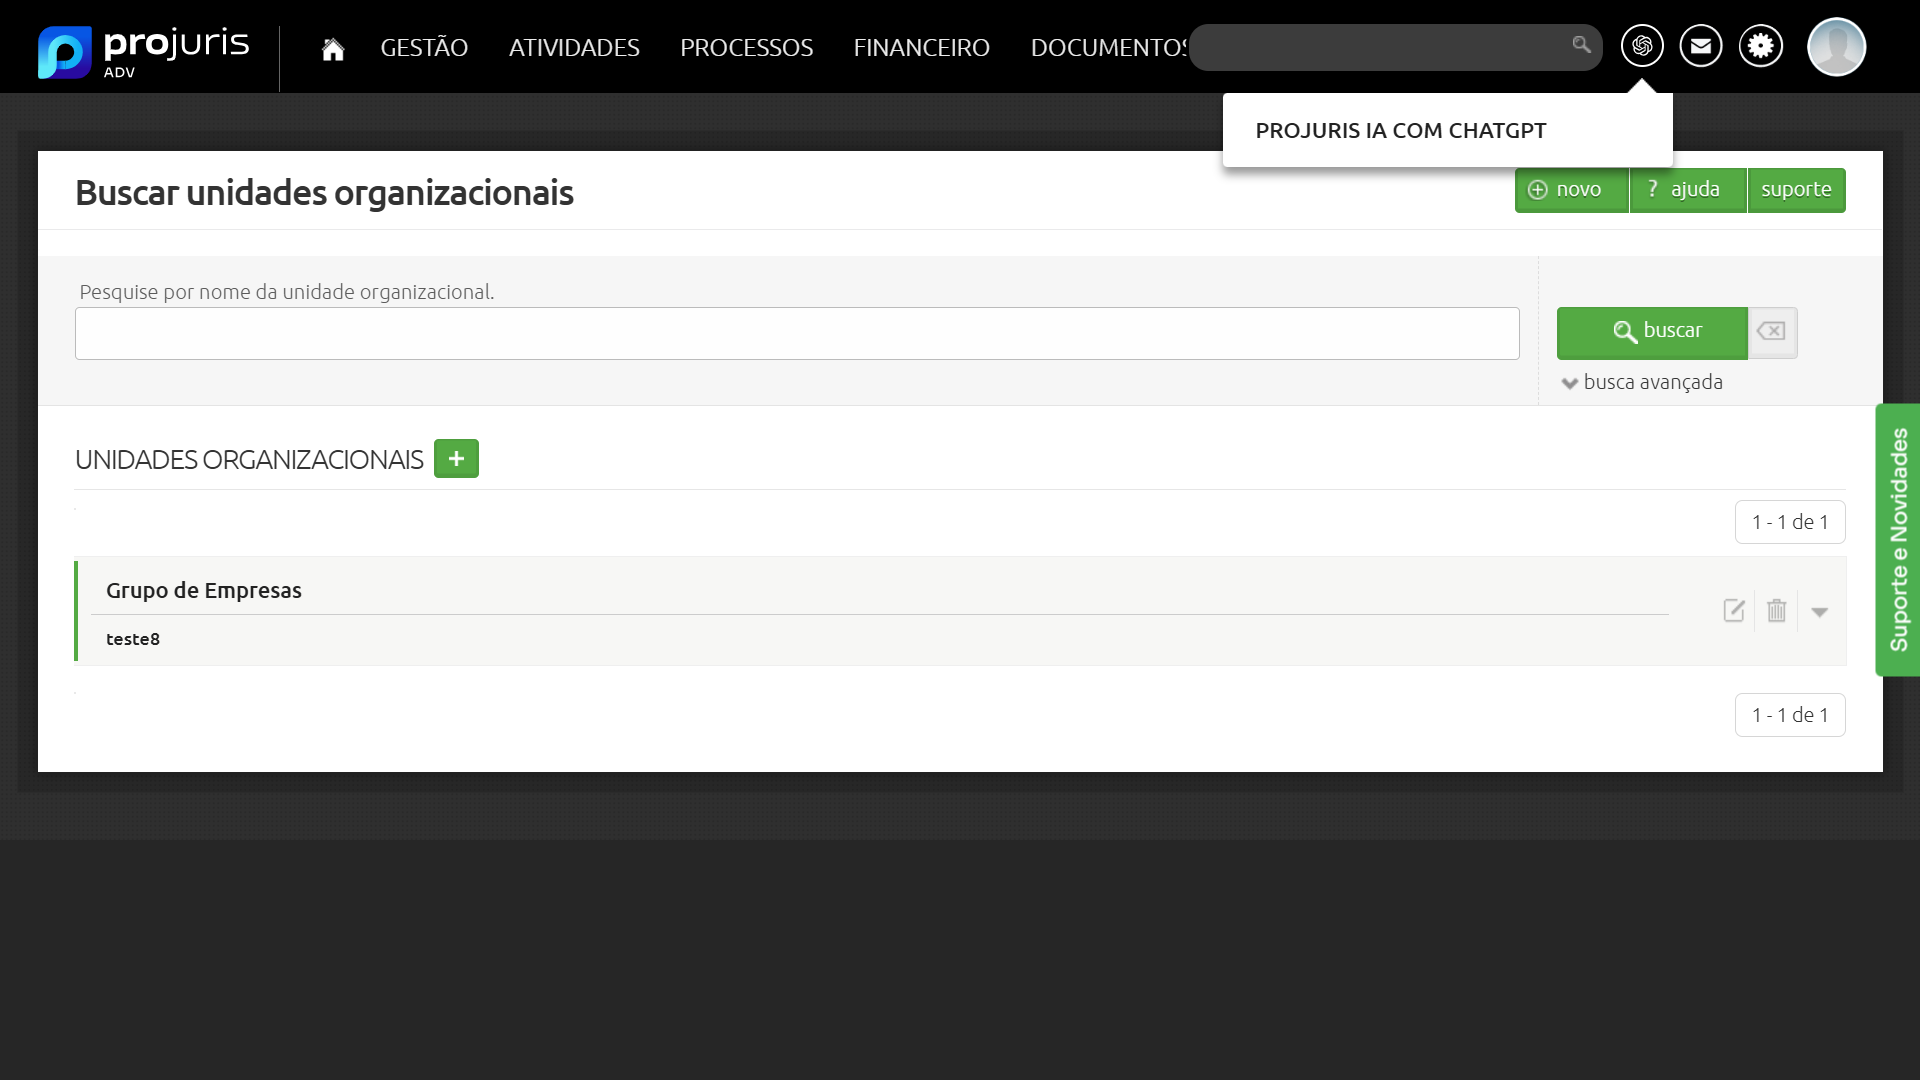 projuris
ADV
GESTÃO
ATIVIDADES
PROCESSOS
FINANCEIRO
DOCUMENTOS
PROJURIS IA COM CHATGPT
Buscar unidades organizacionais
novo
? ajuda
suporte
Pesquise por nome da unidade organizacional.
buscar
busca avançada
UNIDADES ORGANIZACIONAIS +
1 - 1 de 1
Grupo de Empresas
teste8
1 - 1 de 1
Suporte e Novidades